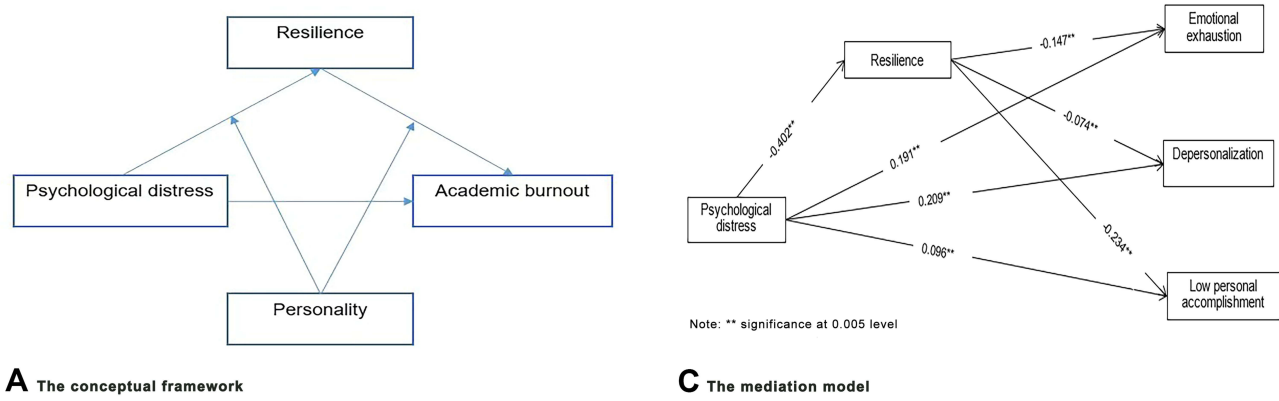 Resilience
Psychological distress
Academic burnout
Personality
A The conceptual framework
Emotional
exhaustion
-0.147**
Resilience
-0.402**
-0.074**
0.191**
Depersonalization
0.209**
Psychological
distress
-0.234**
0.096**
Low personal
accomplishment
Note: ** significance at 0.005 level
C The mediation model